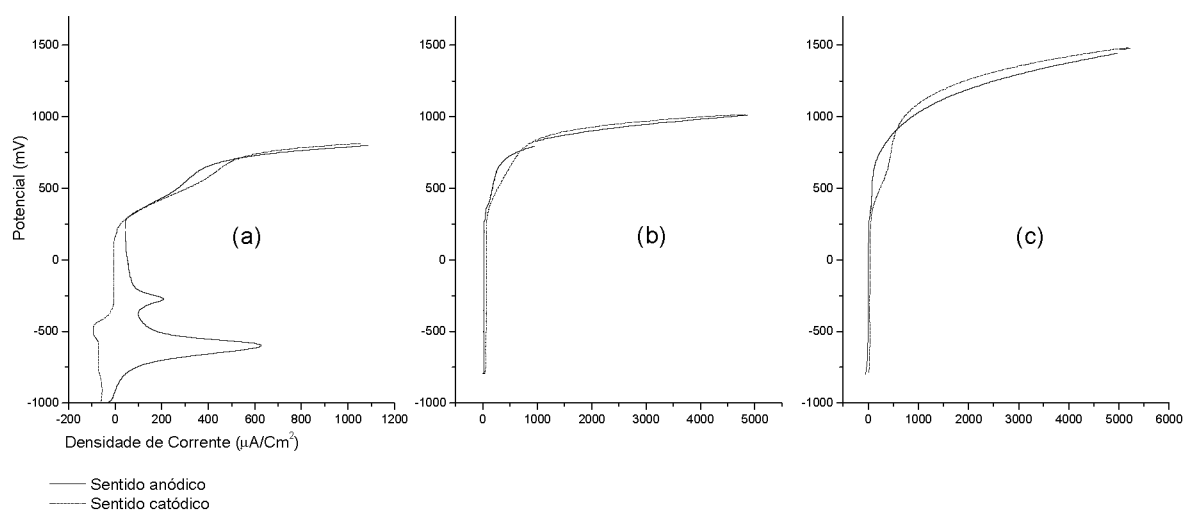 1500
1000
500
0
-500
-1000
Potencial (mV)
-200 0 200 400 600 800 1000 1200
Densidade de Corrente (μA/Cm²)
(a)
1500
1000
500
0
-500
-1000
0 1000 2000 3000 4000 5000
(b)
1500
1000
500
0
-500
-1000
0 1000 2000 3000 4000 5000 6000
(c)
Sentido anódico
Sentido catódico